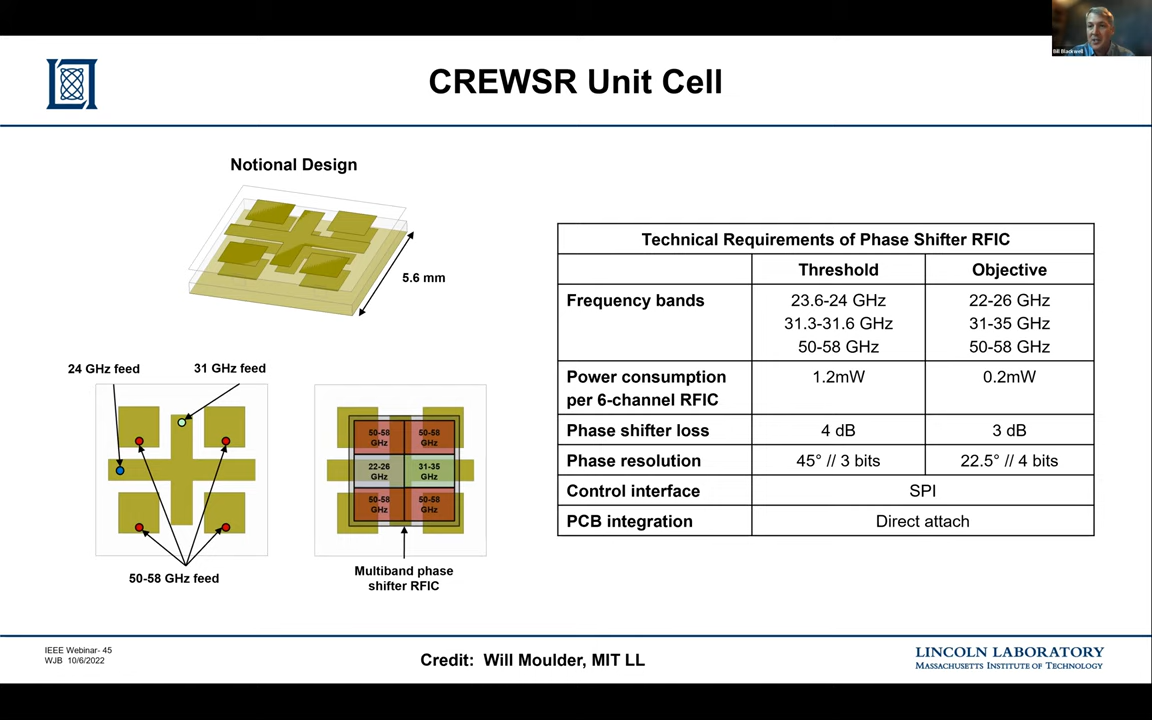 Bill Blackwell
CREWSR Unit Cell
Notional Design
5.6 mm
24 GHz feed
31 GHz feed
50-58 GHz feed
50-58
GHz
50-58
GHz
22-26
GHz
31-35
GHz
50-58
GHz
50-58
GHz
Multiband phase
shifter RFIC
Technical Requirements of Phase Shifter RFIC
Threshold Objective
Frequency bands 23.6-24 GHz 22-26 GHz
31.3-31.6 GHz 31-35 GHz
50-58 GHz 50-58 GHz
Power consumption 1.2mW 0.2mW
per 6-channel RFIC
Phase shifter loss 4 dB 3 dB
Phase resolution 45° // 3 bits 22.5° // 4 bits
Control interface SPI
PCB integration Direct attach
IEEE Webinar- 45
WJB 10/6/2022
Credit: Will Moulder, MIT LL
LINCOLN LABORATORY
MASSACHUSETTS INSTITUTE OF TECHNOLOGY